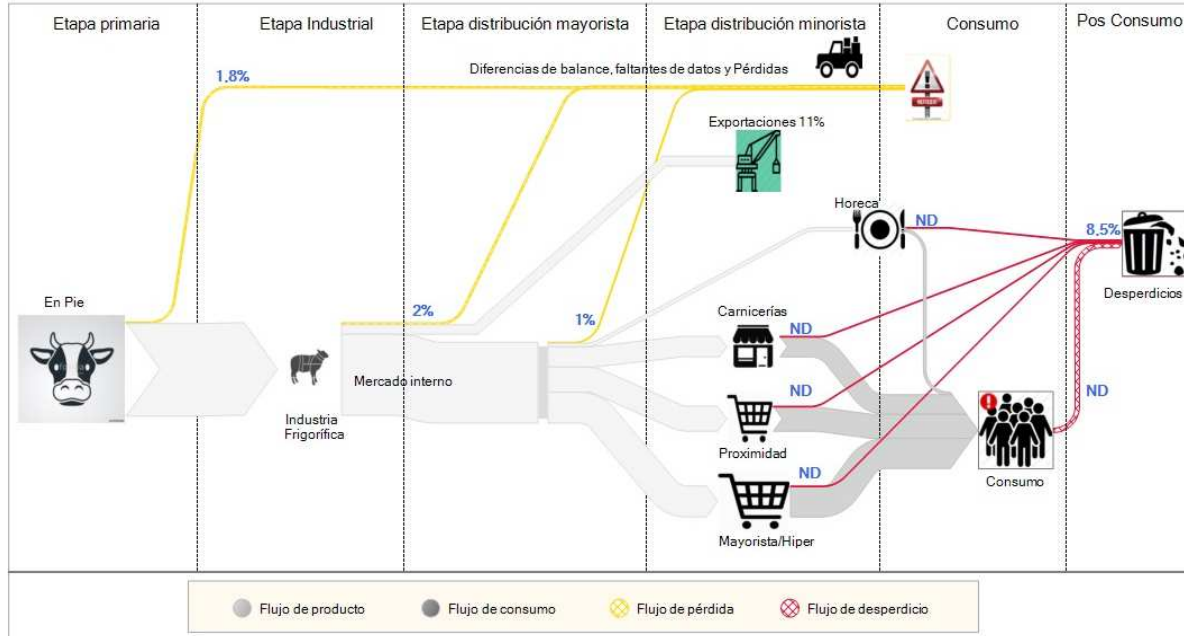 Etapa primaria
Etapa Industrial
Etapa distribución mayorista
Etapa distribución minorista
Consumo
Pos Consumo
1,8%
Diferencias de balance, faltantes de datos y Pérdidas
Exportaciones 11%
Horeca
ND
8,5%
Desperdicios
En Pie
2%
1%
Carnicerías
ND
Mercado interno
ND
ND
Industria
Frigorífica
Proximidad
ND
Consumo
Mayorista/Hiper
Flujo de producto
Flujo de consumo
Flujo de pérdida
Flujo de desperdicio